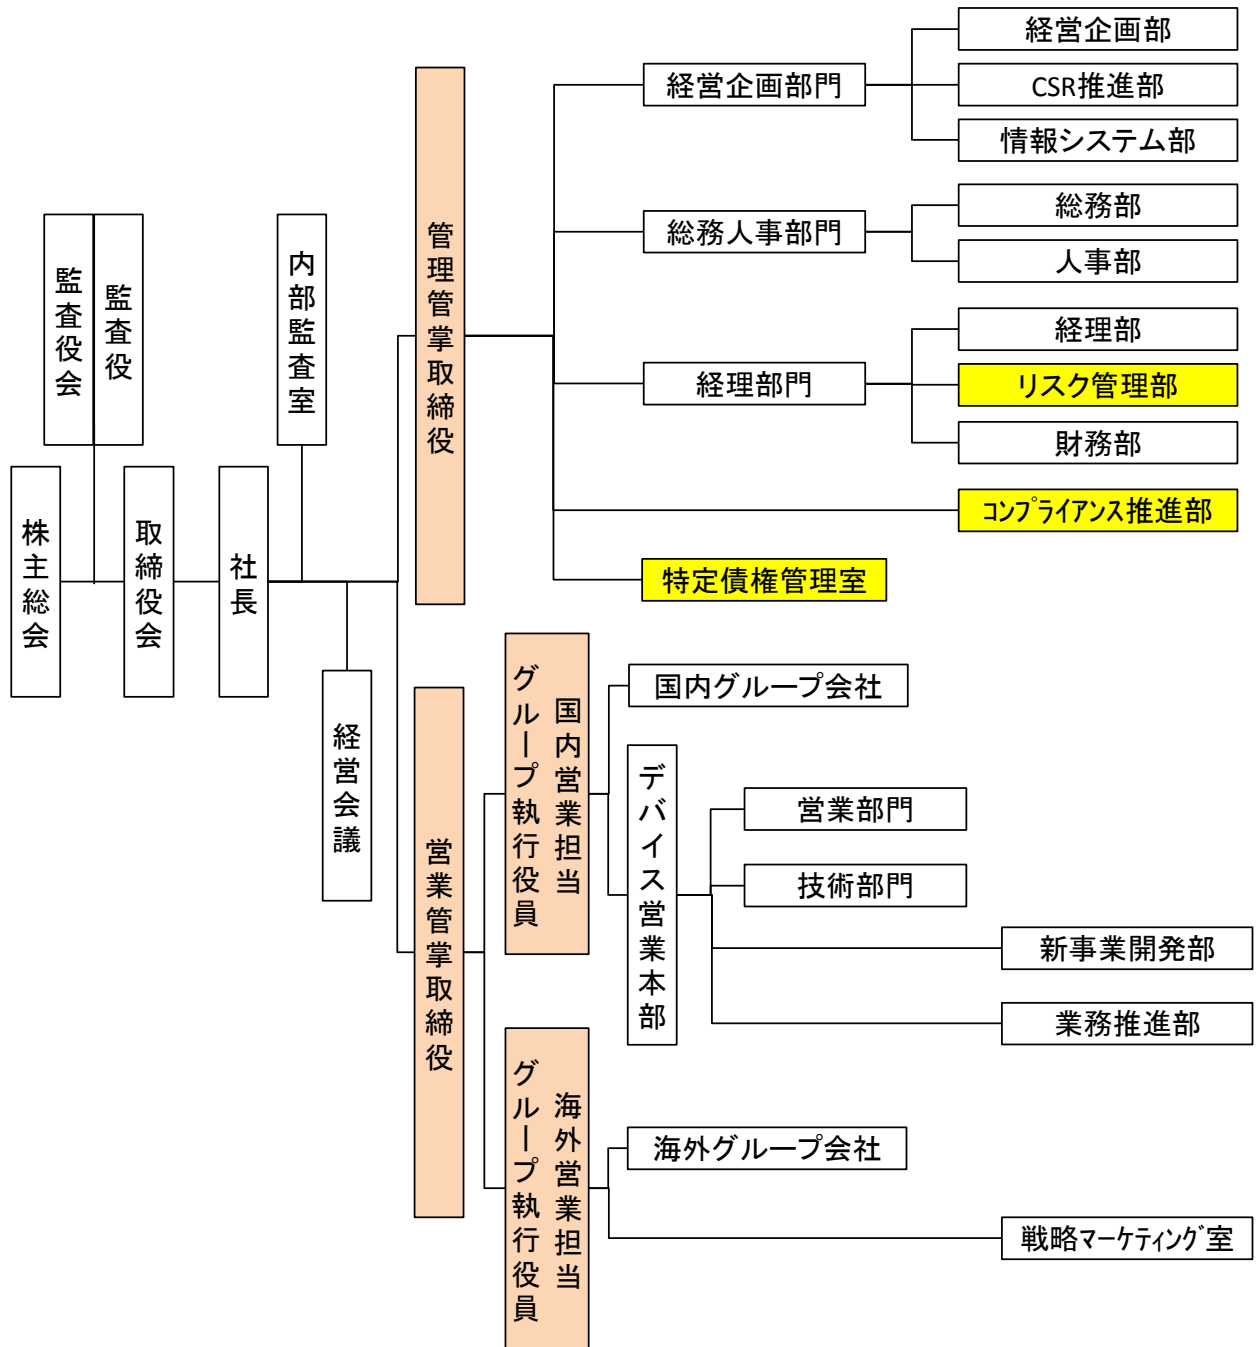 株主総会
監査役会
監査役
取締役会
社長
内部監査室
経営会議
管理管掌取締役
経営企画部門
経営企画部
CSR推進部
情報システム部
総務人事部門
総務部
人事部
経理部門
経理部
リスク管理部
財務部
コンプライアンス推進部
特定債権管理室
営業管掌取締役
国内営業担当
グループ執行役員
国内グループ会社
デバイス営業本部
営業部門
技術部門
新事業開発部
業務推進部
海外営業担当
グループ執行役員
海外グループ会社
戦略マーケティング室